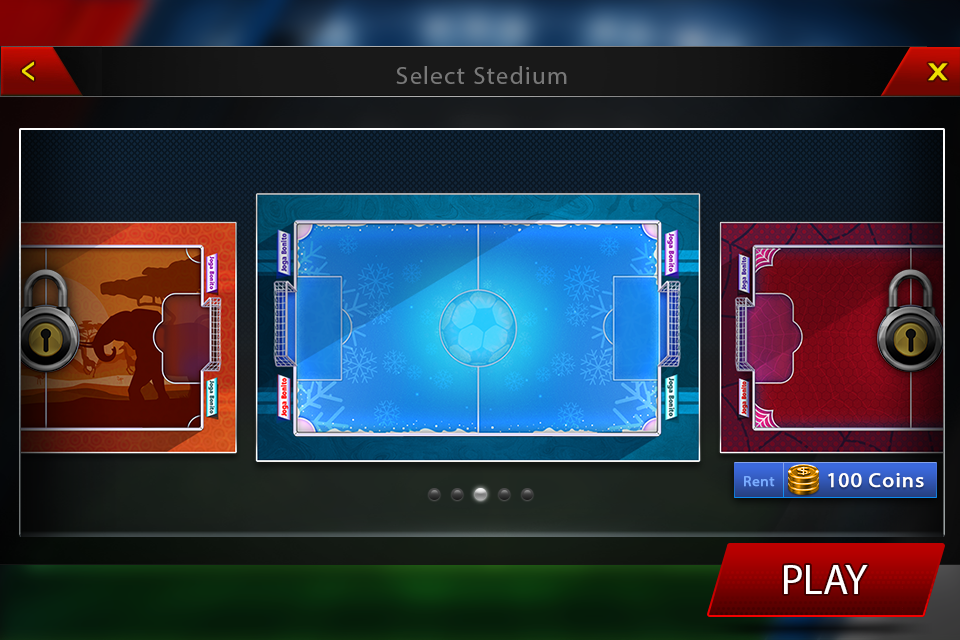 <
Select Stedium
X
Joga Bonito
Joga Bonito
Joga Bonito
Joga Bonito
Joga Bonito
Joga Bonito
Joga Bonito
Joga Bonito
Rent
$
100 Coins
PLAY